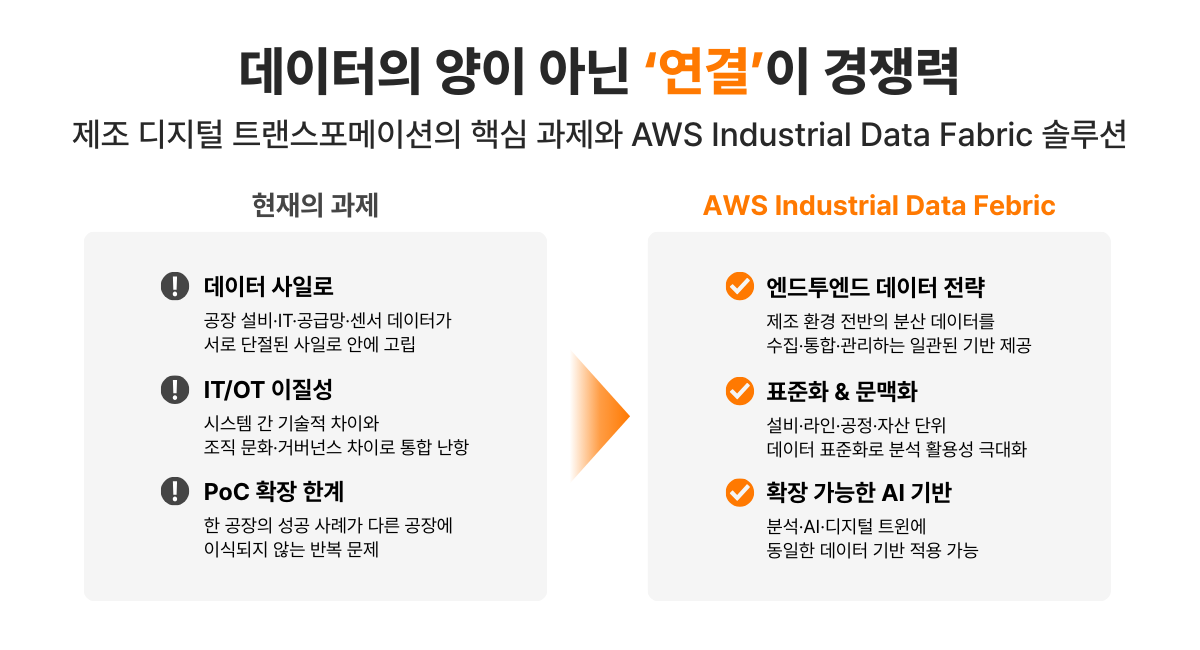 데이터의 양이 아닌 ‘연결’이 경쟁력
제조 디지털 트랜스포메이션의 핵심 과제와 AWS Industrial Data Fabric 솔루션
현재의 과제
데이터 사일로
공장 설비·IT·공급망·센서 데이터가
서로 단절된 사일로 안에 고립
IT/OT 이질성
시스템 간 기술적 차이와
조직 문화·거버넌스 차이로 통합 난항
PoC 확장 한계
한 공장의 성공 사례가 다른 공장에
이식되지 않는 반복 문제
AWS Industrial Data Febric
엔드투엔드 데이터 전략
제조 환경 전반의 분산 데이터를
수집·통합·관리하는 일관된 기반 제공
표준화 & 문맥화
설비·라인·공정·자산 단위
데이터 표준화로 분석 활용성 극대화
확장 가능한 AI 기반
분석·AI·디지털 트윈에
동일한 데이터 기반 적용 가능